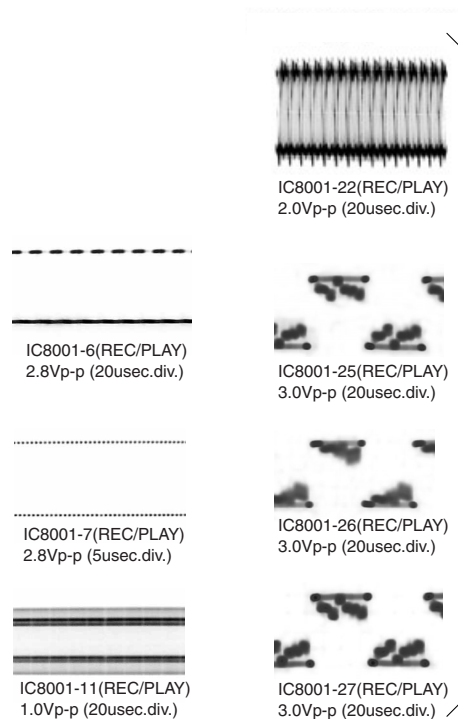 IC8001-22(REC/PLAY)
2.0Vp-p (20usec.div.)
IC8001-6(REC/PLAY)
2.8Vp-p (20usec.div.)
IC8001-25(REC/PLAY)
3.0Vp-p (20usec.div.)
IC8001-7(REC/PLAY)
2.8Vp-p (5usec.div.)
IC8001-26(REC/PLAY)
3.0Vp-p (20usec.div.)
IC8001-11(REC/PLAY)
1.0Vp-p (20usec.div.)
IC8001-27(REC/PLAY)
3.0Vp-p (20usec.div.)